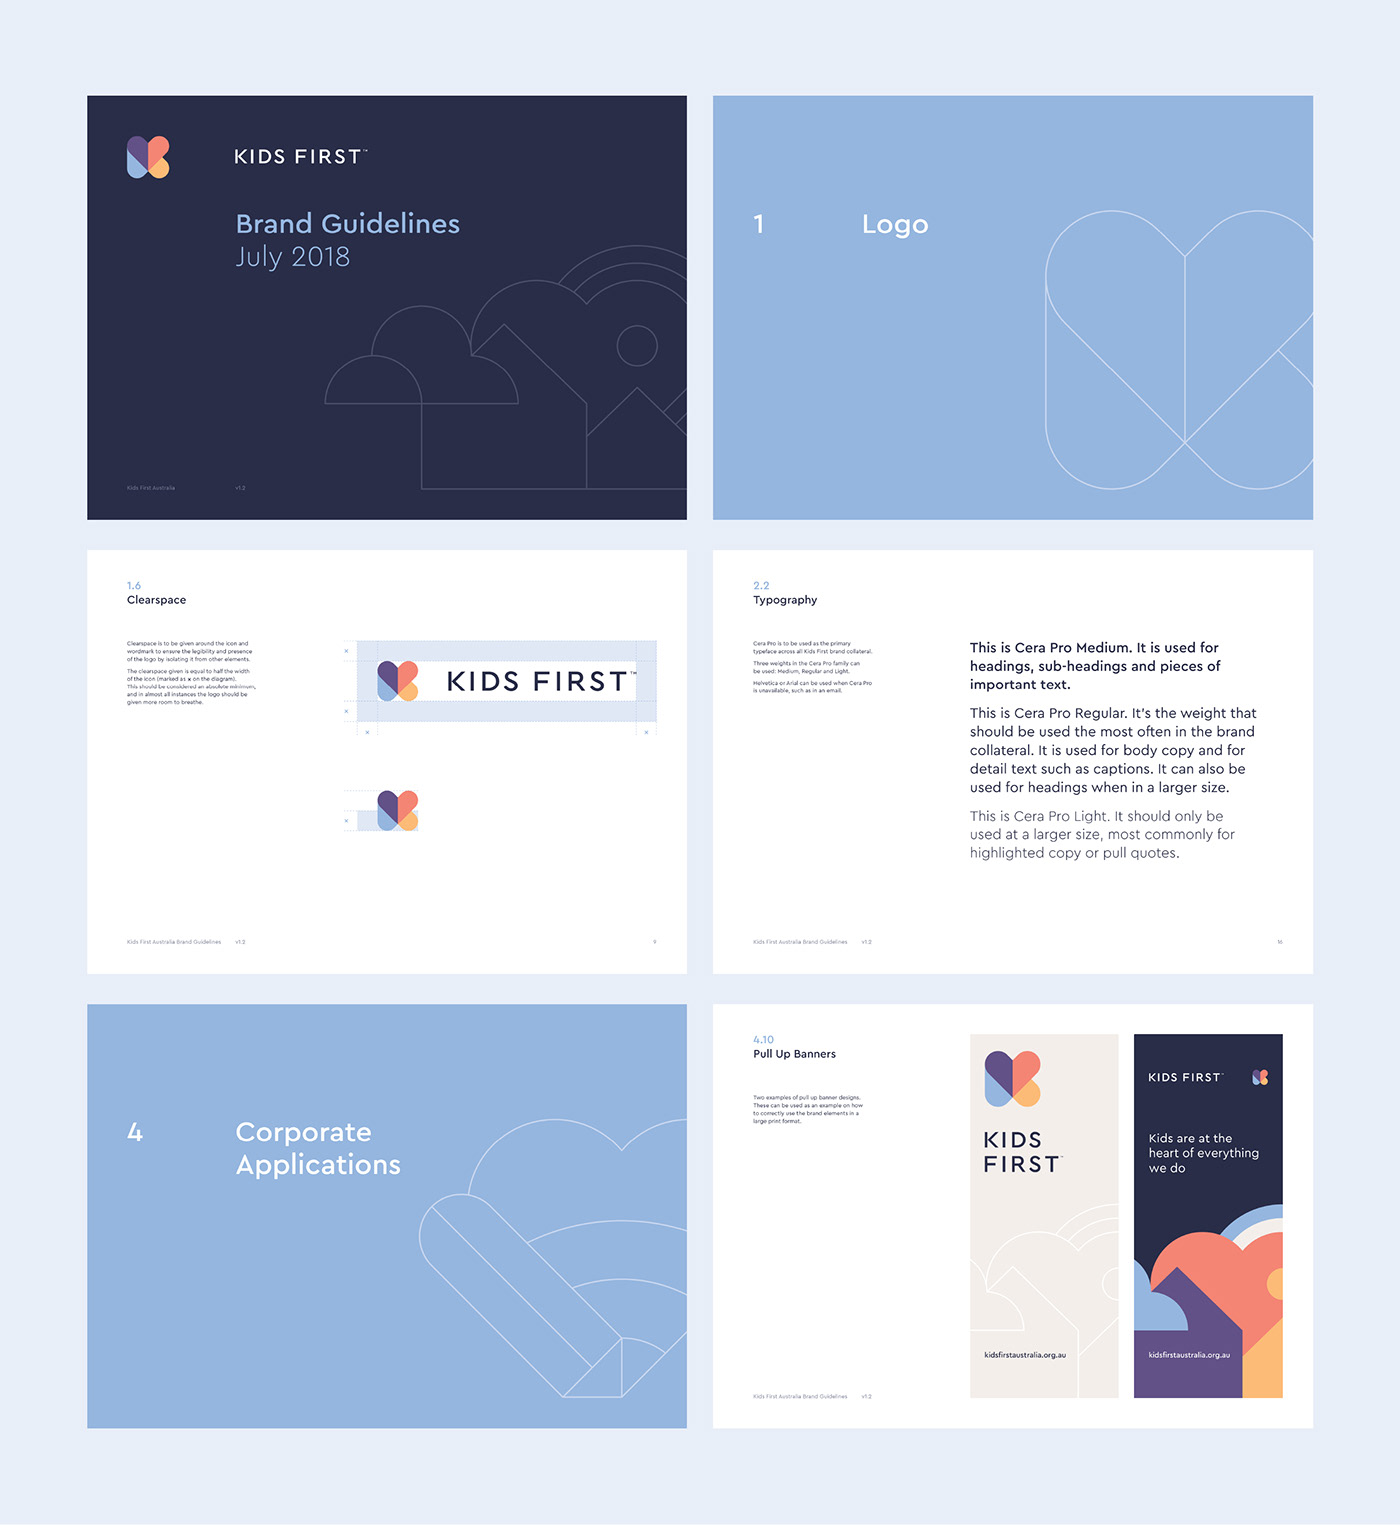 KIDS FIRST™
Brand Guidelines
July 2018
Kids First Australia v1.2
1 Logo
1.6
Clearspace
Clearspace is to be given around the icon and
wordmark to ensure the legibility and presence
of the logo by isolating it from other elements.
The clearspace given is equal to half the width
of the icon (marked as x on the diagram).
This should be considered an absolute minimum,
and in almost all instances the logo should be
given more room to breathe.
x
KIDS FIRST™
x
x x
x
Kids First Australia Brand Guidelines v1.2 9
2.2
Typography
Cera Pro is to be used as the primary
typeface across all Kids First brand collateral.
Three weights in the Cera Pro family can
be used: Medium, Regular and Light.
Helvetica or Arial can be used when Cera Pro
is unavailable, such as in an email.
This is Cera Pro Medium. It is used for
headings, sub-headings and pieces of
important text.
This is Cera Pro Regular. It's the weight that
should be used the most often in the brand
collateral. It is used for body copy and for
detail text such as captions. It can also be
used for headings when in a larger size.
This is Cera Pro Light. It should only be
used at a larger size, most commonly for
highlighted copy or pull quotes.
Kids First Australia Brand Guidelines v1.2 16
4 Corporate
Applications
4.10
Pull Up Banners
Two examples of pull up banner designs.
These can be used as an example on how
to correctly use the brand elements in a
large print format.
KIDS
FIRST™
kidsfirstaustralia.org.au
KIDS FIRST™
Kids are at the
heart of everything
we do
kidsfirstaustralia.org.au
Kids First Australia Brand Guidelines v1.2